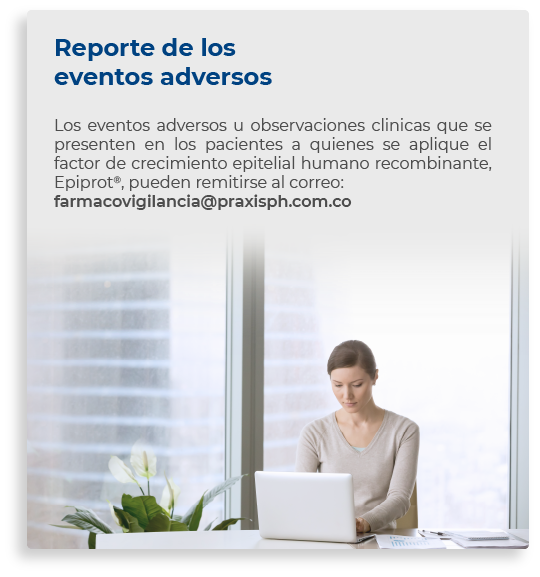 Reporte de los
eventos adversos
Los eventos adversos u observaciones clinicas que se
presenten en los pacientes a quienes se aplique el
factor de crecimiento epitelial humano recombinante,
Epiprot®, pueden remitirse al correo:
farmacovigilancia@praxisph.com.co